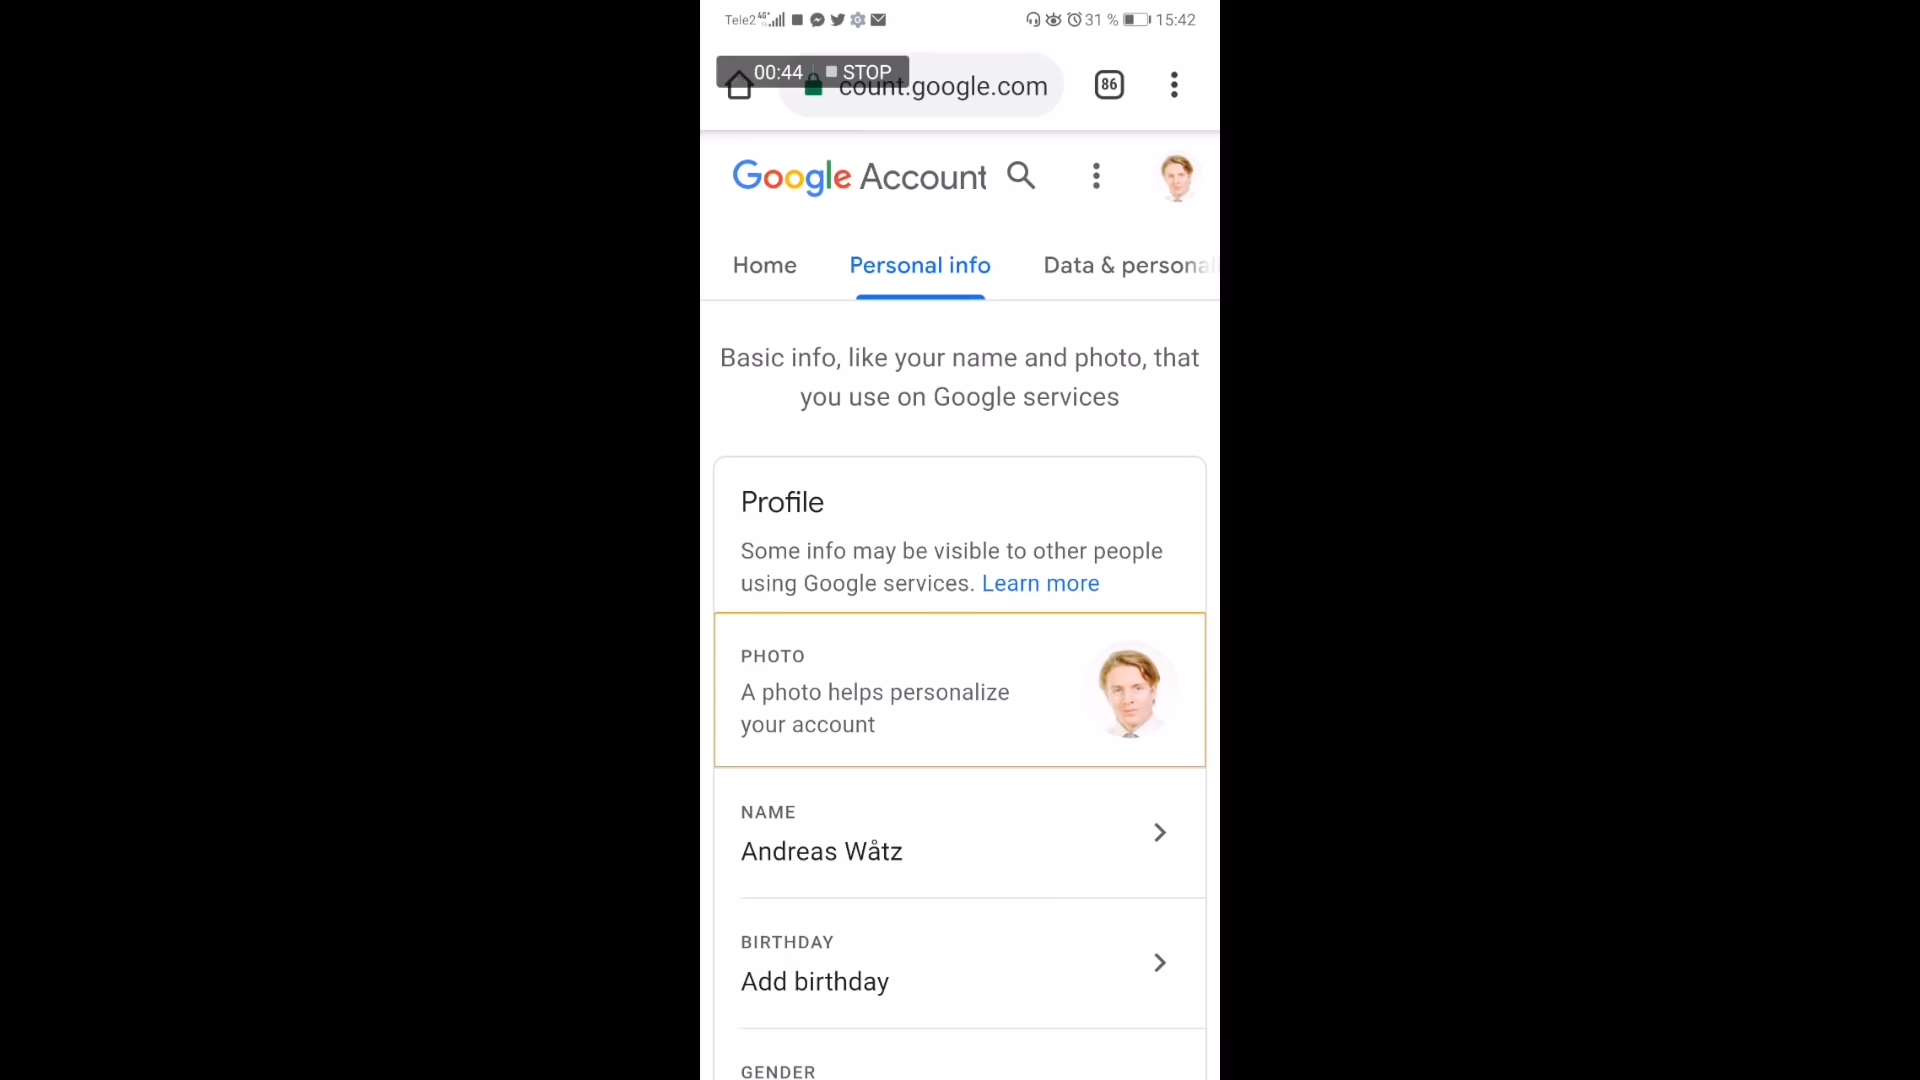 Tele2 4G+ 31 % 15:42
00:44 STOP
count.google.com 86
Google Account
Home Personal info Data & personal
Basic info, like your name and photo, that
you use on Google services
Profile
Some info may be visible to other people
using Google services. Learn more
PHOTO
A photo helps personalize
your account
NAME
Andreas Wåtz
BIRTHDAY
Add birthday
GENDER